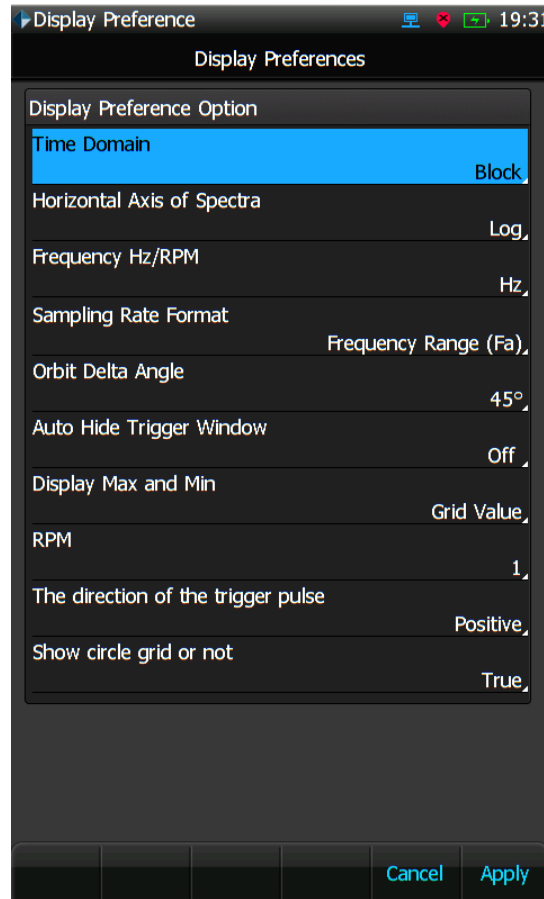 Display Preference 19:31
Display Preferences
Display Preference Option
Time Domain
Block
Horizontal Axis of Spectra
Log
Frequency Hz/RPM
Hz
Sampling Rate Format
Frequency Range (Fa)
Orbit Delta Angle
45°
Auto Hide Trigger Window
Off
Display Max and Min
Grid Value
RPM
1
The direction of the trigger pulse
Positive
Show circle grid or not
True
Cancel Apply